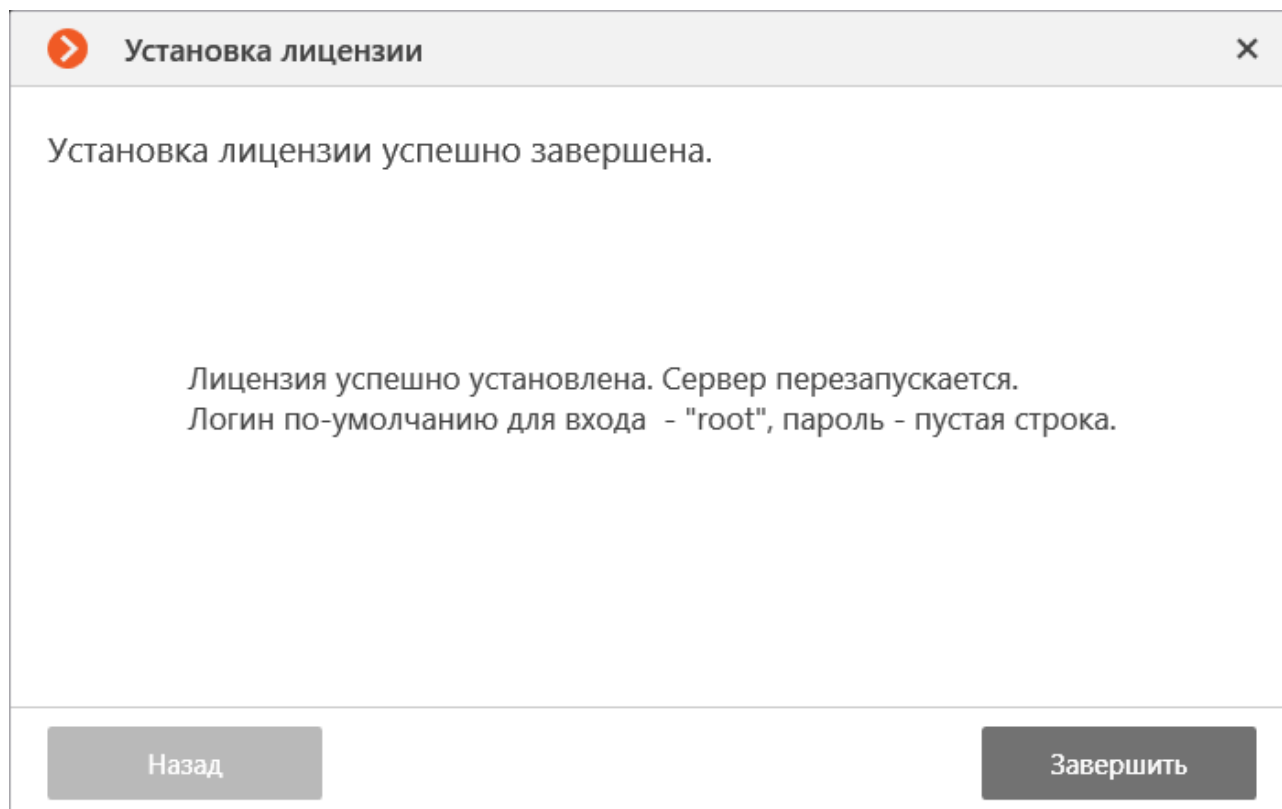 Установка лицензии
Установка лицензии успешно завершена.
Лицензия успешно установлена. Сервер перезапускается.
Логин по-умолчанию для входа  - "root", пароль - пустая строка.
Назад
Завершить